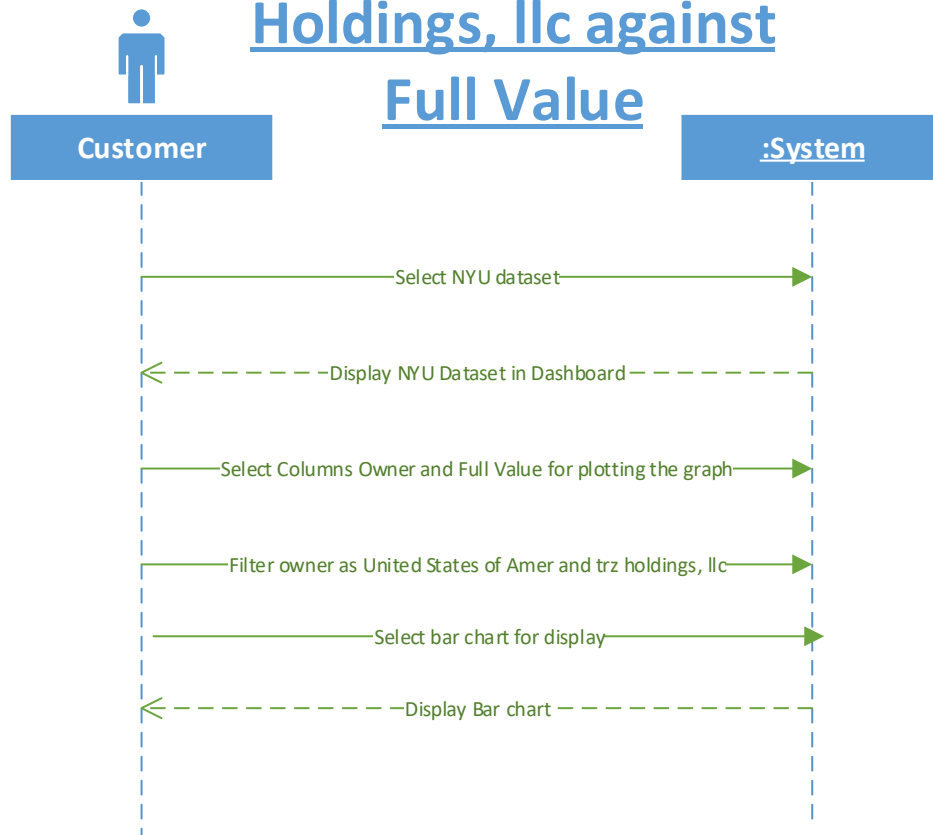 Holdings, llc against
Full Value
Customer
:System
Select NYU dataset
Display NYU Dataset in Dashboard
Select Columns Owner and Full Value for plotting the graph
Filter owner as United States of Amer and trz holdings, llc
Select bar chart for display
Display Bar chart